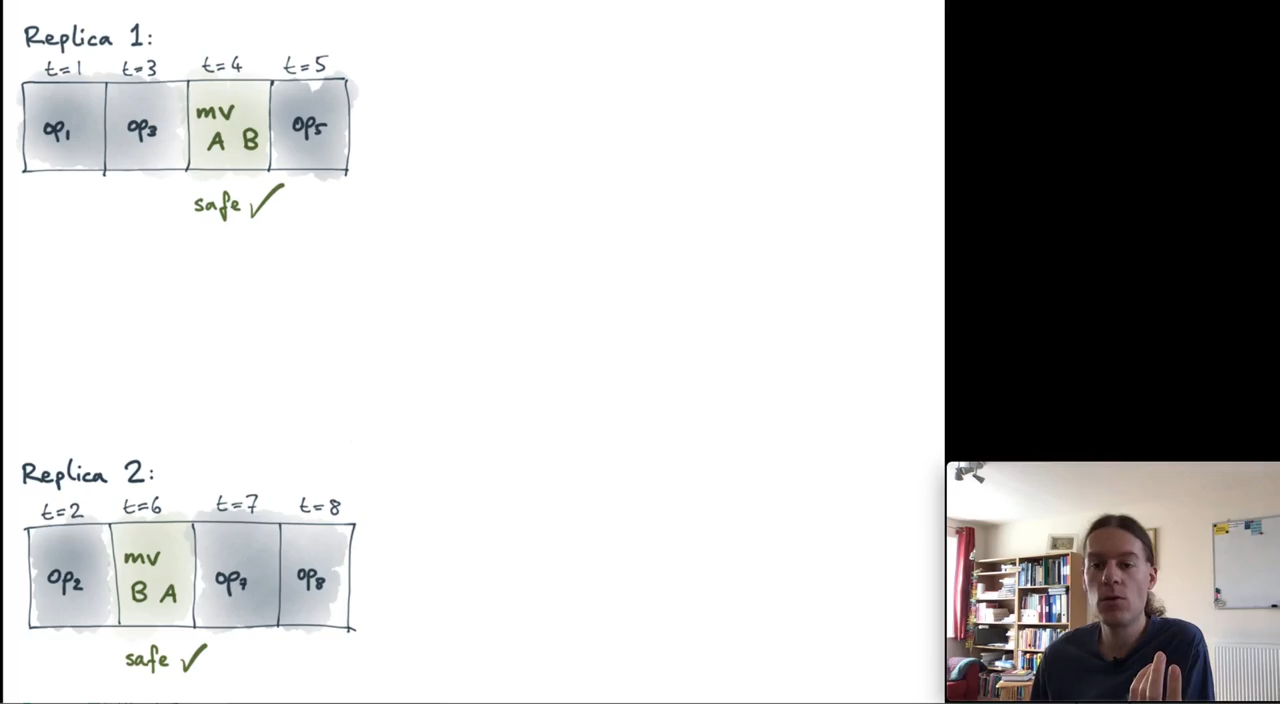 Replica 1:
t=1 t=3 t=4 t=5
op₁ op₃ mv A B op₅
safe ✓
Replica 2:
t=2 t=6 t=7 t=8
op₂ mv B A op₇ op₈
safe ✓